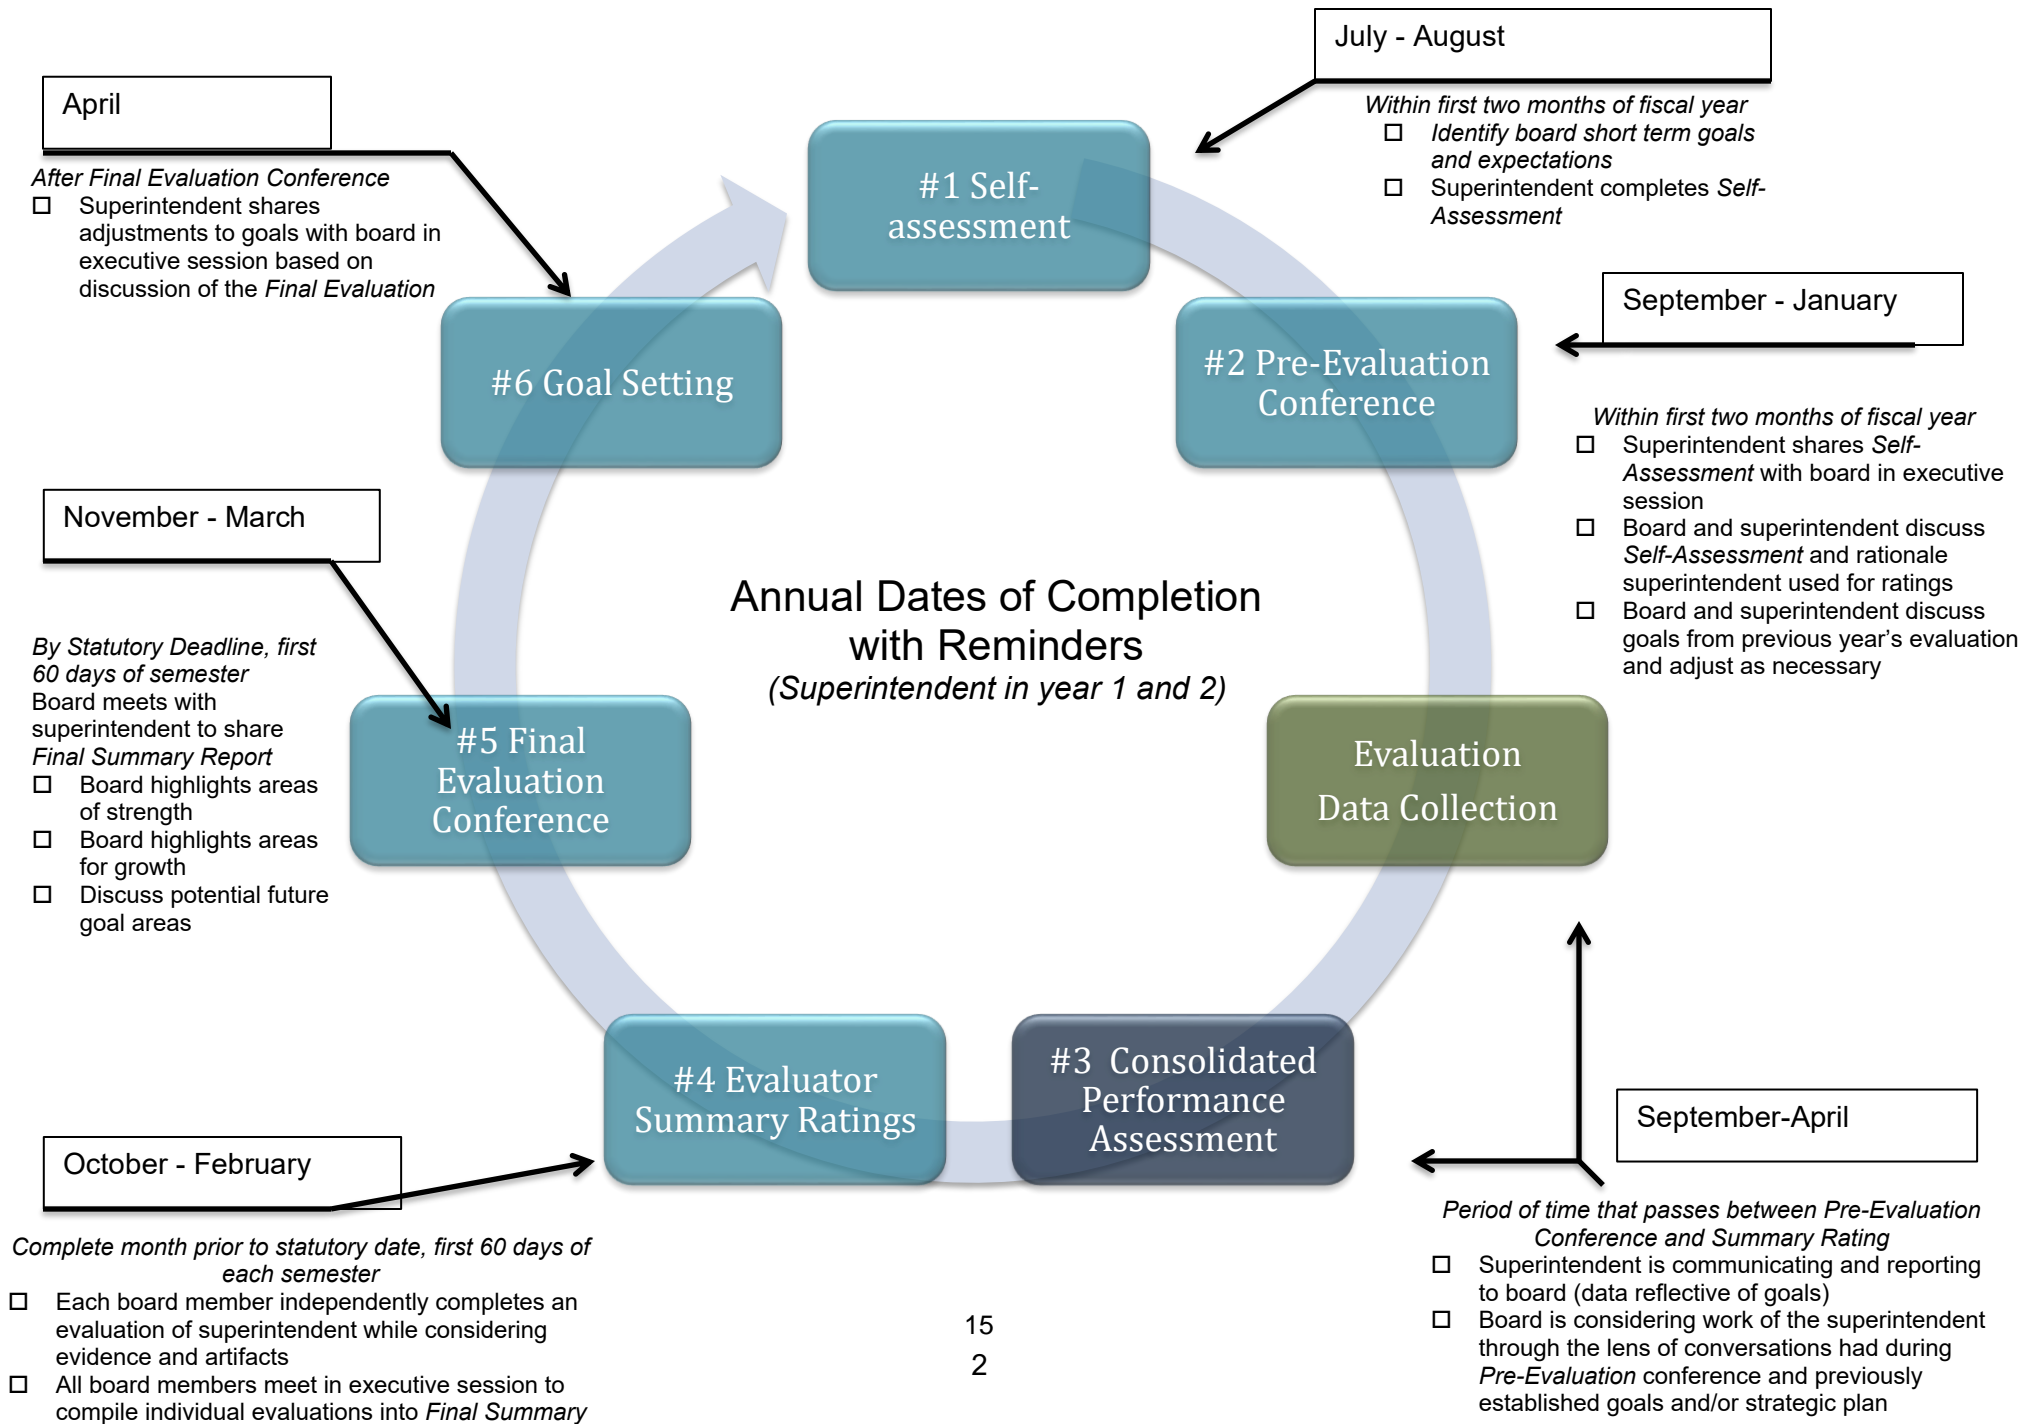 July - August
Within first two months of fiscal year
☐ Identify board short term goals
and expectations
☐ Superintendent completes Self-
Assessment
April
After Final Evaluation Conference
☐ Superintendent shares
adjustments to goals with board in
executive session based on
discussion of the Final Evaluation
#1 Self-
assessment
September - January
Within first two months of fiscal year
☐ Superintendent shares Self-
Assessment with board in executive
session
☐ Board and superintendent discuss
Self-Assessment and rationale
superintendent used for ratings
☐ Board and superintendent discuss
goals from previous year’s evaluation
and adjust as necessary
#2 Pre-Evaluation
Conference
#6 Goal Setting
November - March
By Statutory Deadline, first
60 days of semester
Board meets with
superintendent to share
Final Summary Report
☐ Board highlights areas
of strength
☐ Board highlights areas
for growth
☐ Discuss potential future
goal areas
Annual Dates of Completion
with Reminders
(Superintendent in year 1 and 2)
#5 Final
Evaluation
Conference
Evaluation
Data Collection
#4 Evaluator
Summary Ratings
#3 Consolidated
Performance
Assessment
September-April
Period of time that passes between Pre-Evaluation
Conference and Summary Rating
☐ Superintendent is communicating and reporting
to board (data reflective of goals)
☐ Board is considering work of the superintendent
through the lens of conversations had during
Pre-Evaluation conference and previously
established goals and/or strategic plan
October - February
Complete month prior to statutory date, first 60 days of
each semester
☐ Each board member independently completes an
evaluation of superintendent while considering
evidence and artifacts
☐ All board members meet in executive session to
compile individual evaluations into Final Summary
15
2